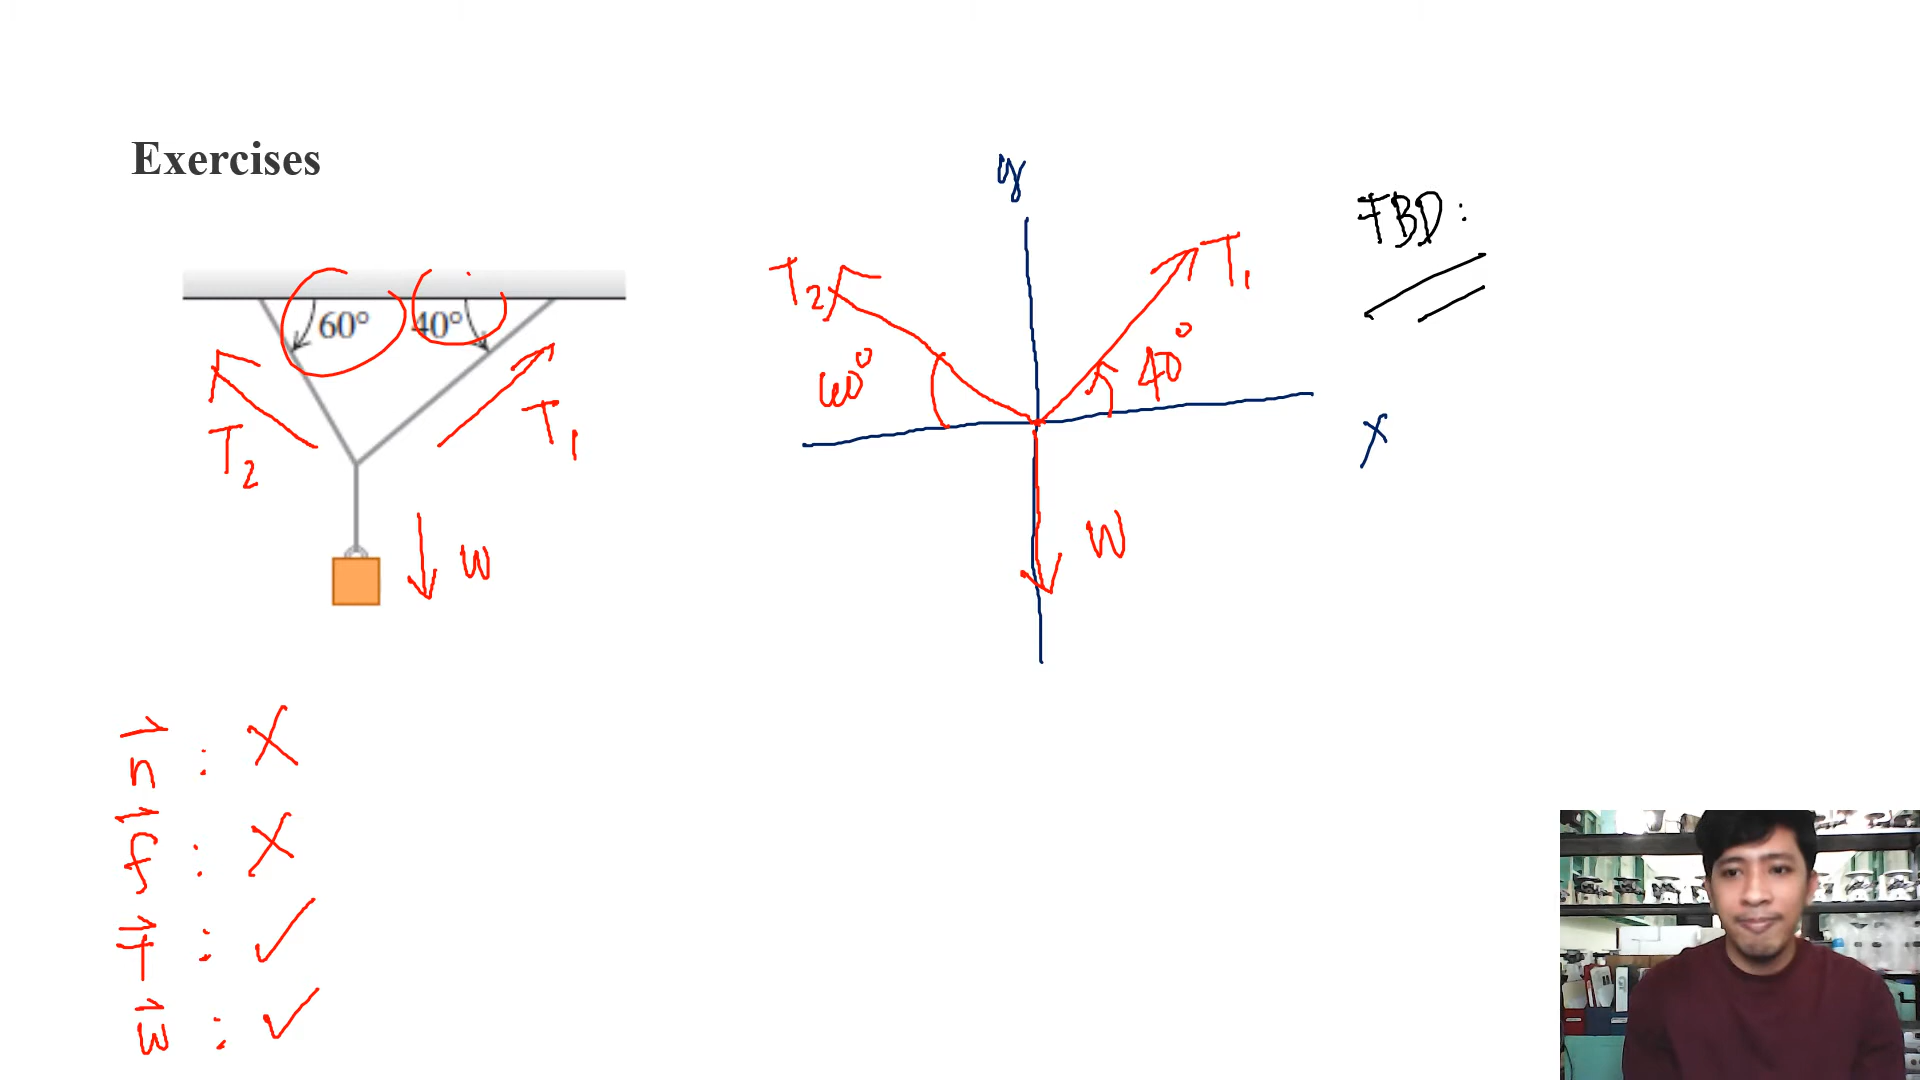 Exercises
60° 40°
T2
T1
W
y
FBD:
T2
T1
60°
40°
x
W
n : X
f : X
T : ✓
w : ✓